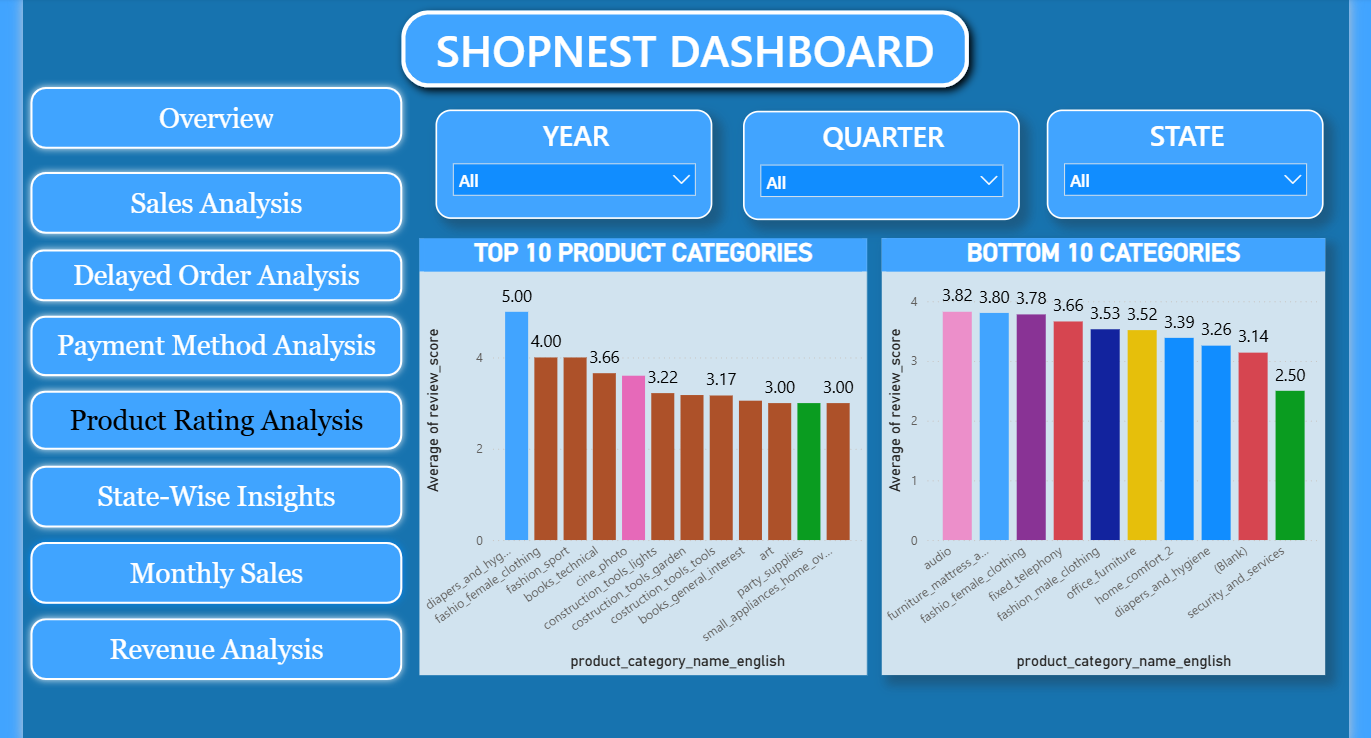 SHOPNEST DASHBOARD
Overview
Sales Analysis
Delayed Order Analysis
Payment Method Analysis
Product Rating Analysis
State-Wise Insights
Monthly Sales
Revenue Analysis
YEAR
All
QUARTER
All
STATE
All
TOP 10 PRODUCT CATEGORIES
Average of review_score
4
2
0
5.00
4.00
3.66
3.22
3.17
3.00
3.00
diapers_and_hyg...
fashio_female_clothing
fashion_sport
books_technical
cine_photo
construction_tools_lights
costruction_tools_garden
costruction_tools_tools
books_general_interest
art
party_supplies
small_appliances_home_ov...
product_category_name_english
BOTTOM 10 CATEGORIES
Average of review_score
4
3
2
1
0
3.82
3.80
3.78
3.66
3.53
3.52
3.39
3.26
3.14
2.50
audio
furniture_mattress_a...
fashio_female_clothing
fixed_telephony
fashion_male_clothing
office_furniture
home_comfort_2
diapers_and_hygiene
(Blank)
security_and_services
product_category_name_english